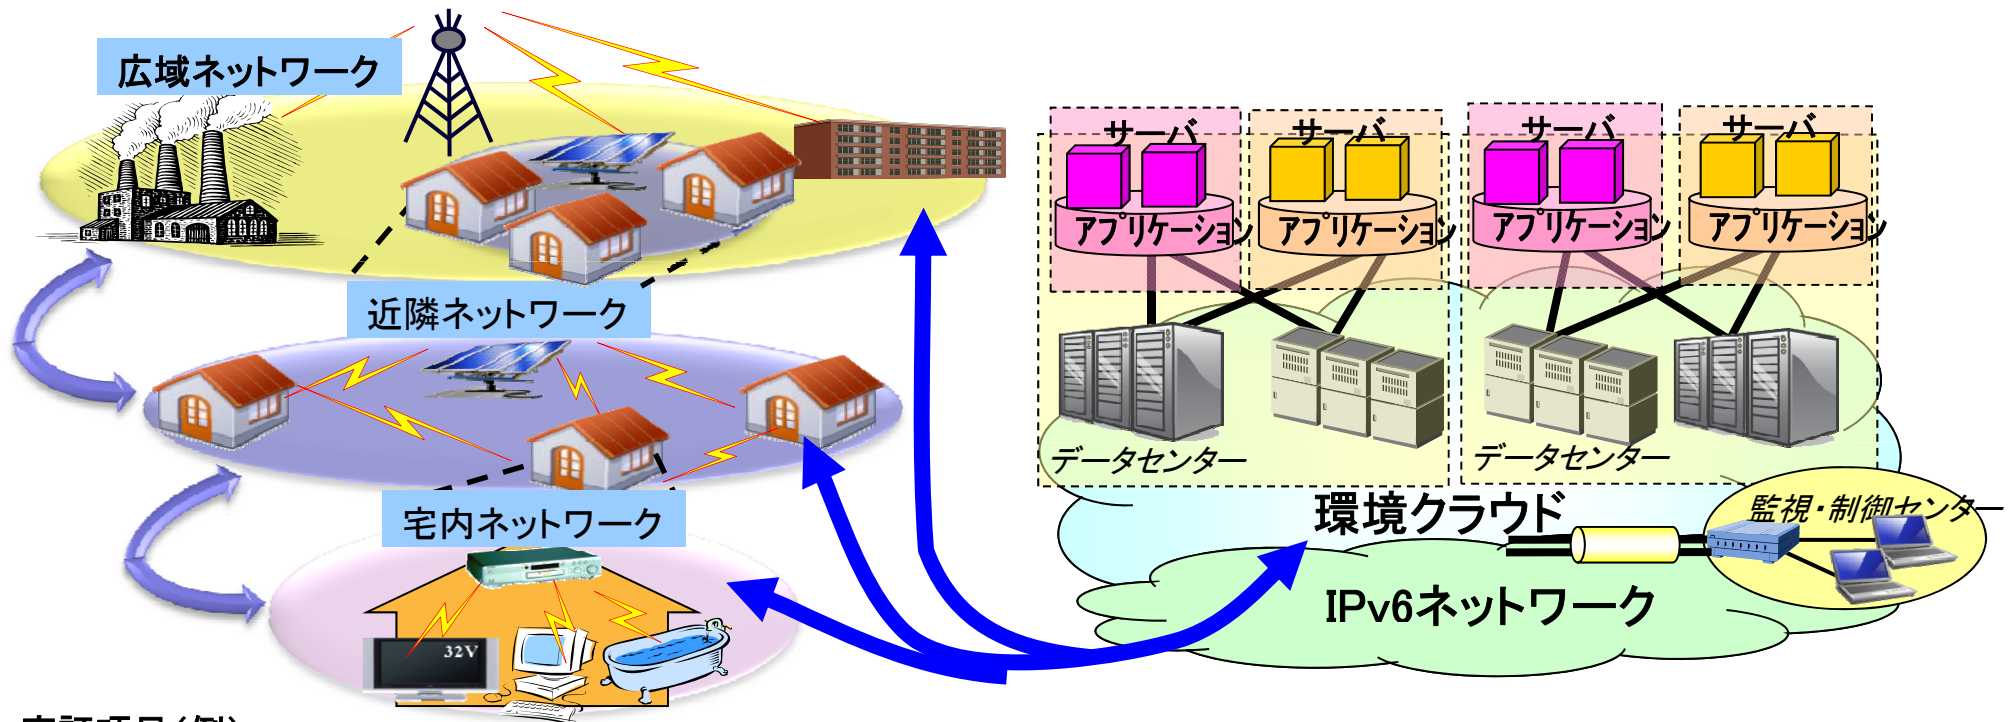 広域ネットワーク
サーバ
サーバ
サーバ
サーバ
アプリケーション
アプリケーション
アプリケーション
アプリケーション
近隣ネットワーク
データセンター
データセンター
宅内ネットワーク
環境クラウド
監視・制御センター
IPv6ネットワーク
32V